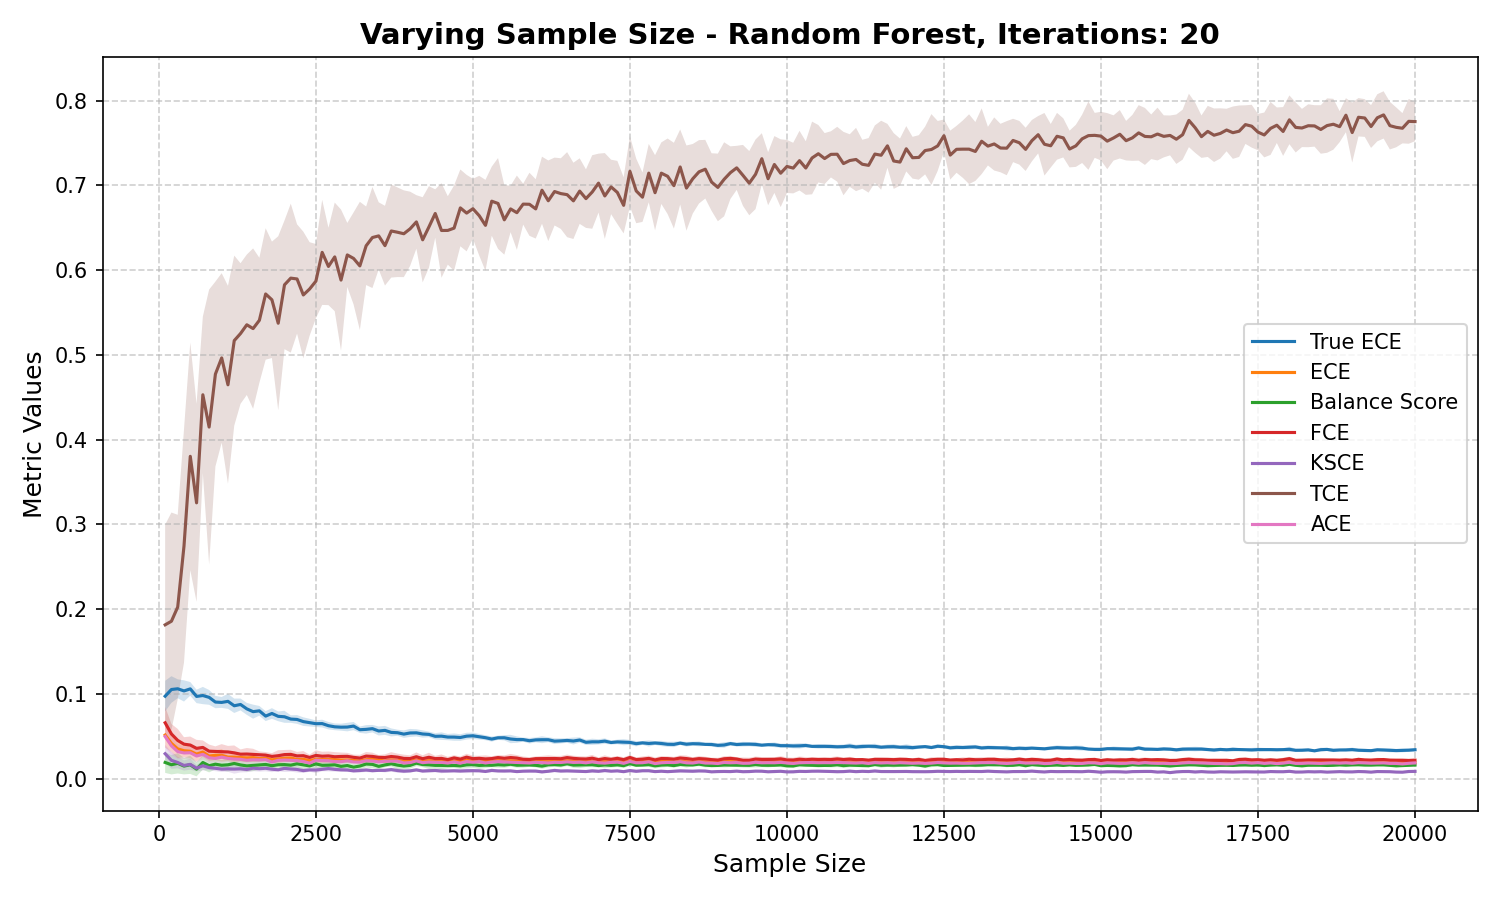 Varying Sample Size - Random Forest, Iterations: 20
Metric Values
0.8
0.7
0.6
0.5
0.4
0.3
0.2
0.1
0.0
True ECE
ECE
Balance Score
FCE
KSCE
TCE
ACE
0 2500 5000 7500 10000 12500 15000 17500 20000
Sample Size